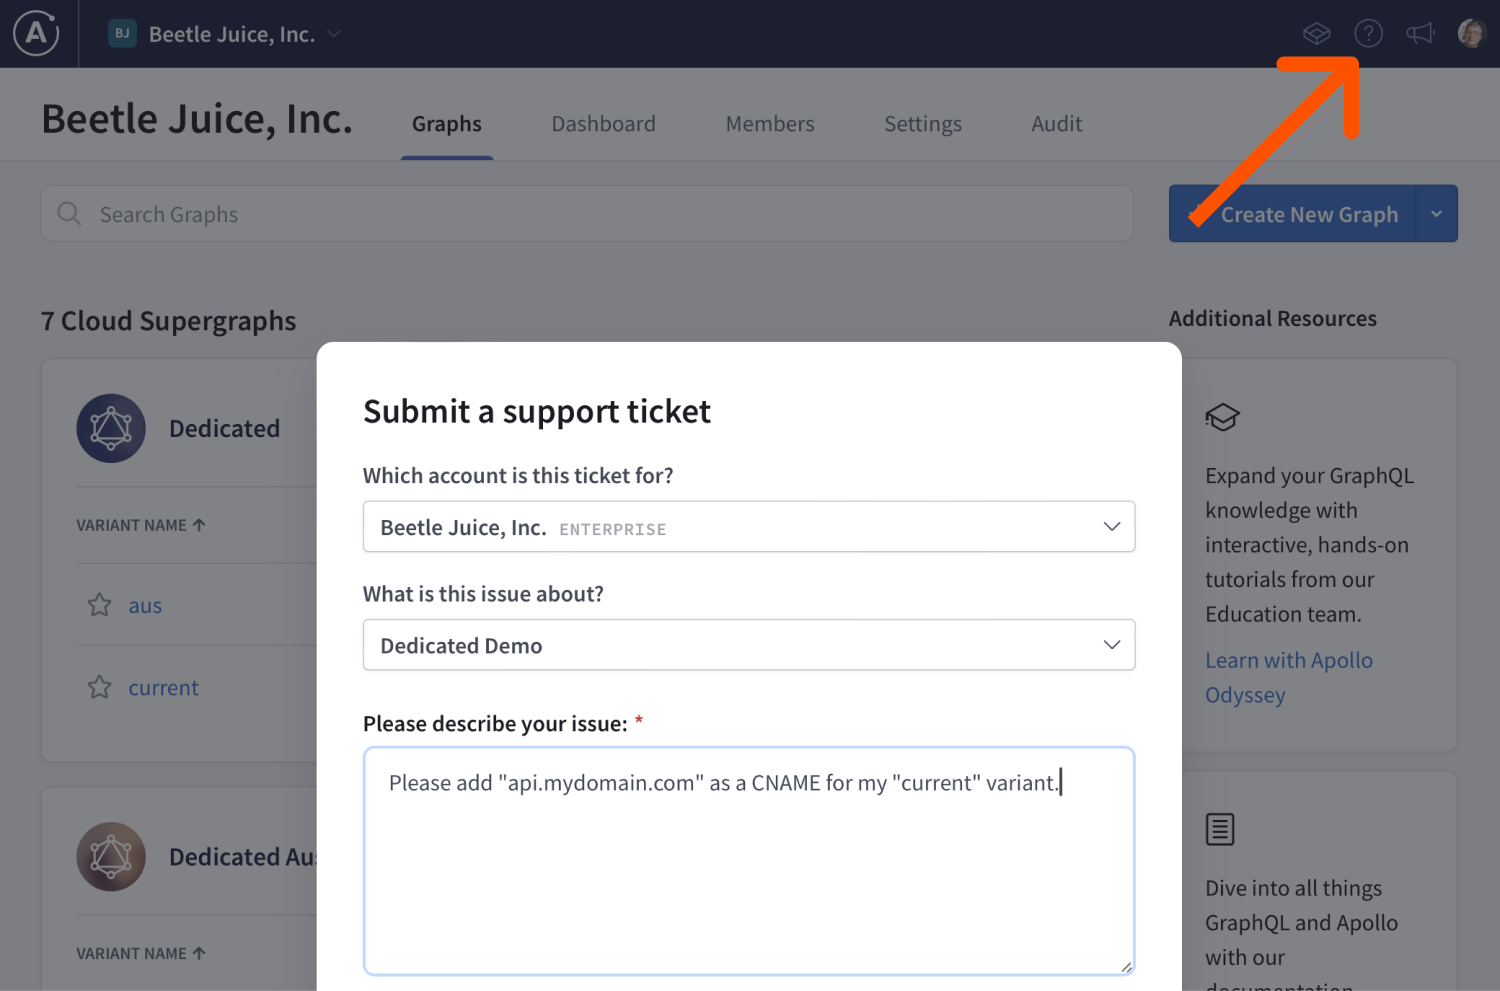 A
BJ Beetle Juice, Inc.
?
Beetle Juice, Inc.
Graphs Dashboard Members Settings Audit
Search Graphs
Create New Graph
7 Cloud Supergraphs
Additional Resources
Dedicated
VARIANT NAME
aus
current
Dedicated Au
VARIANT NAME
Submit a support ticket
Which account is this ticket for?
Beetle Juice, Inc. ENTERPRISE
What is this issue about?
Dedicated Demo
Please describe your issue: *
Please add "api.mydomain.com" as a CNAME for my "current" variant.
Expand your GraphQL
knowledge with
interactive, hands-on
tutorials from our
Education team.
Learn with Apollo
Odyssey
Dive into all things
GraphQL and Apollo
with our
documentation